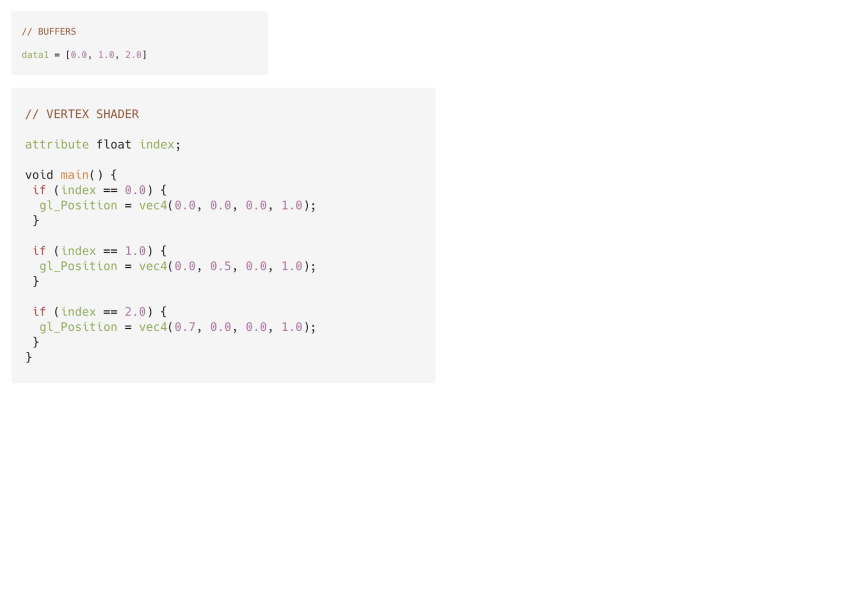 // BUFFERS
data1 = [0.0, 1.0, 2.0]
// VERTEX SHADER
attribute float index;
void main() {
if (index == 0.0) {
gl_Position = vec4(0.0, 0.0, 0.0, 1.0);
}
if (index == 1.0) {
gl_Position = vec4(0.0, 0.5, 0.0, 1.0);
}
if (index == 2.0) {
gl_Position = vec4(0.7, 0.0, 0.0, 1.0);
}
}